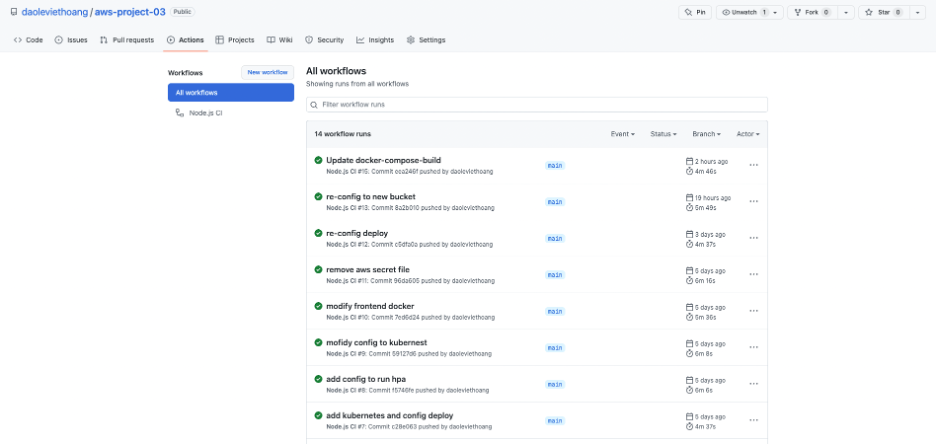 daoleviethoang / aws-project-03 Public
Pin Unwatch 1 Fork 0 Star 0
Code Issues Pull requests Actions Projects Wiki Security Insights Settings
Workflows New workflow
All workflows
Node.js CI
All workflows
Showing runs from all workflows
Filter workflow runs
14 workflow runs Event Status Branch Actor
Update docker-compose-build main 2 hours ago
Node.js CI #15: Commit eca246f pushed by daoleviethoang 4m 46s
re-config to new bucket main 19 hours ago
Node.js CI #13: Commit 8a2b010 pushed by daoleviethoang 5m 49s
re-config deploy main 3 days ago
Node.js CI #12: Commit c5dfa0a pushed by daoleviethoang 4m 37s
remove aws secret file main 5 days ago
Node.js CI #11: Commit 96da605 pushed by daoleviethoang 6m 16s
modify frontend docker main 5 days ago
Node.js CI #10: Commit 7ed6d24 pushed by daoleviethoang 5m 36s
mofidy config to kubernest main 5 days ago
Node.js CI #9: Commit 59127d6 pushed by daoleviethoang 6m 8s
add config to run hpa main 5 days ago
Node.js CI #8: Commit f5746fe pushed by daoleviethoang 6m 6s
add kubernetes and config deploy main 5 days ago
Node.js CI #7: Commit c28e063 pushed by daoleviethoang 4m 37s